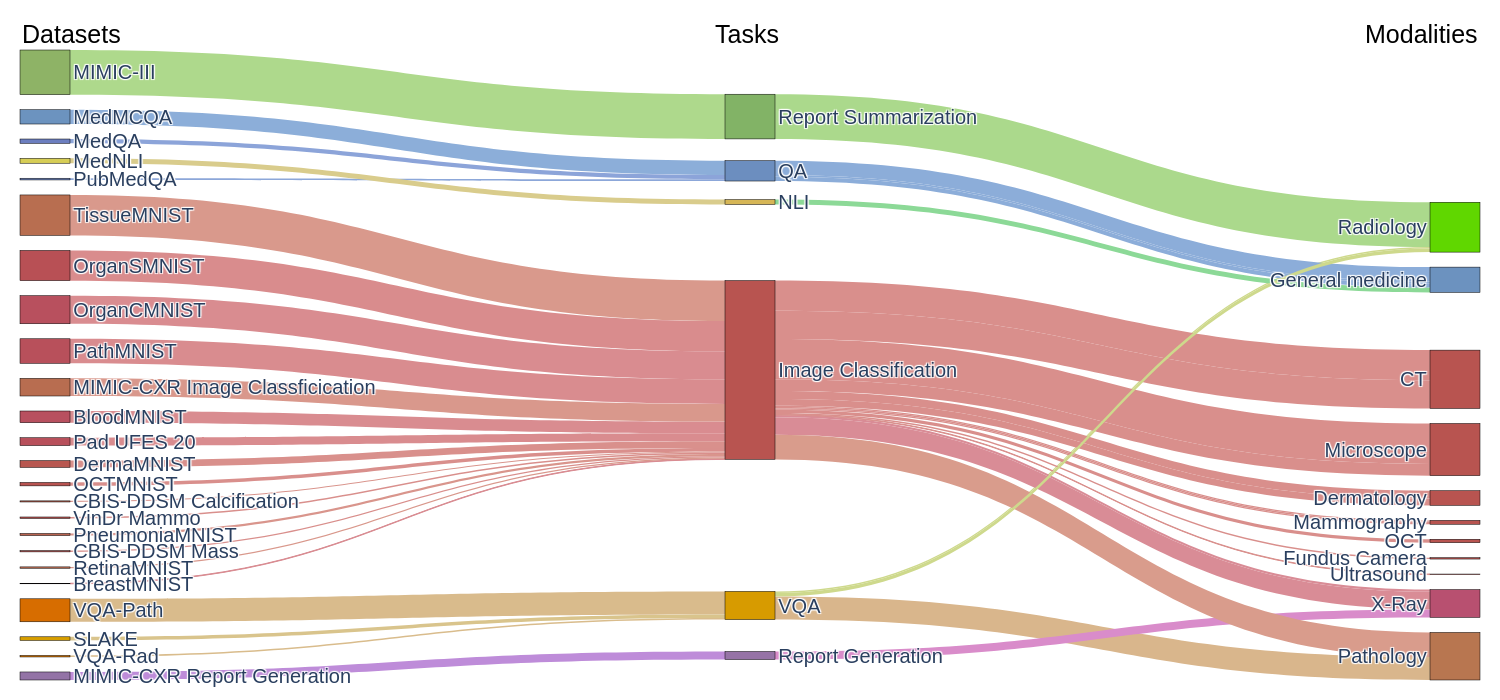 Datasets
Tasks
Modalities
MIMIC-III
MedMCQA
MedQA
MedNLI
PubMedQA
TissueMNIST
OrganSMNIST
OrganCMNIST
PathMNIST
MIMIC-CXR Image Classficication
BloodMNIST
Pad UFES 20
DermaMNIST
OCTMNIST
CBIS-DDSM Calcification
VinDr Mammo
PneumoniaMNIST
CBIS-DDSM Mass
RetinaMNIST
BreastMNIST
VQA-Path
SLAKE
VQA-Rad
MIMIC-CXR Report Generation
Report Summarization
QA
NLI
Image Classification
VQA
Report Generation
Radiology
General medicine
CT
Microscope
Dermatology
Mammography
OCT
Fundus Camera
Ultrasound
X-Ray
Pathology